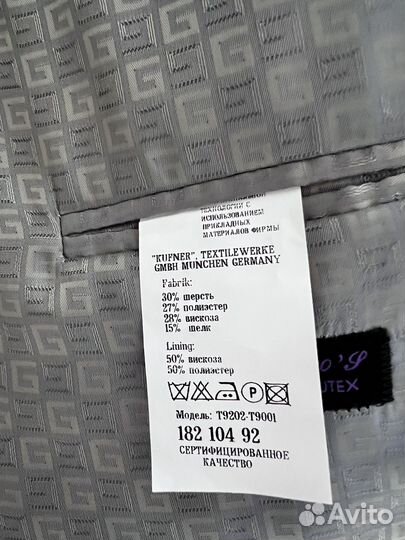 ТЕХНОЛОГИИ С
ИСПОЛЬЗОВАНИЕМ
ПРИКЛАДНЫХ
МАТЕРИАЛОВ ФИРМЫ
"KUFNER", TEXTILEWERKE
GMBH MUNCHEN GERMANY
Fabrik:
30% шерсть
27% полиэстер
28% вискоза
15% шелк
Lining:
50% вискоза
50% полиэстер
P
Модель: T9202-T9001
182 104 92
СЕРТИФИЦИРОВАННОЕ
КАЧЕСТВО
o'S
UTEX
Avito